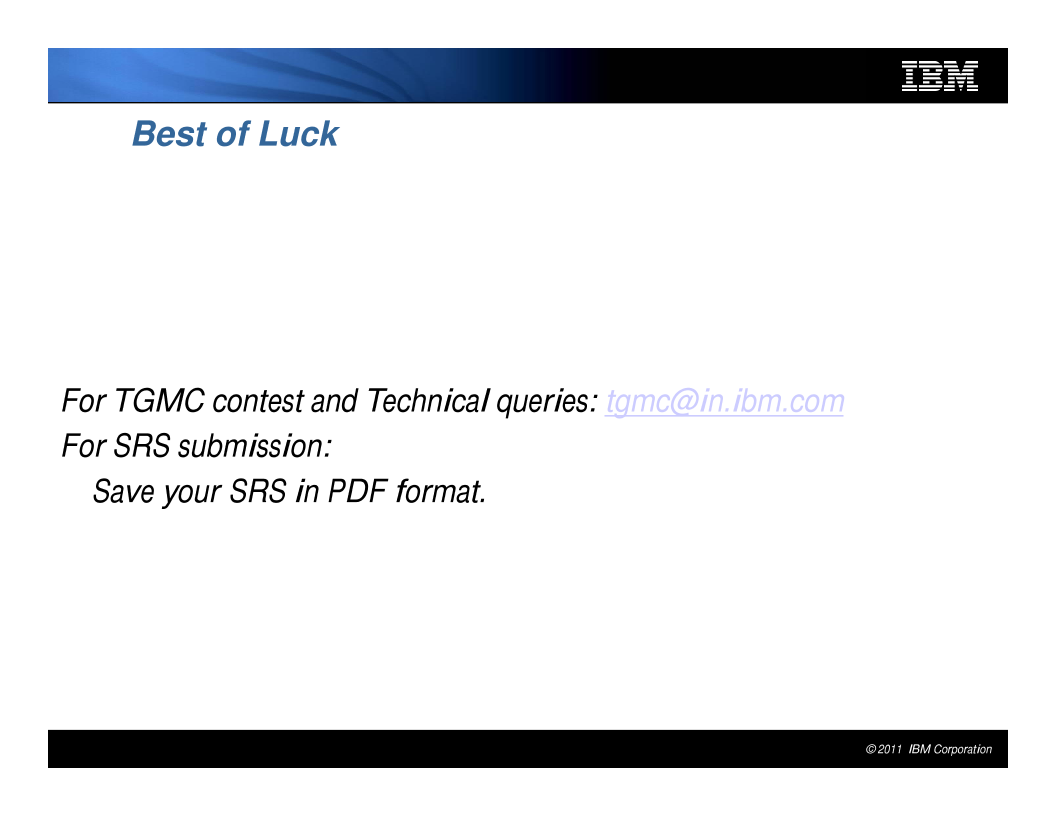 IBM
Best of Luck
For TGMC contest and Technical queries: tgmc@in.ibm.com
For SRS submission:
Save your SRS in PDF format.
© 2011 IBM Corporation